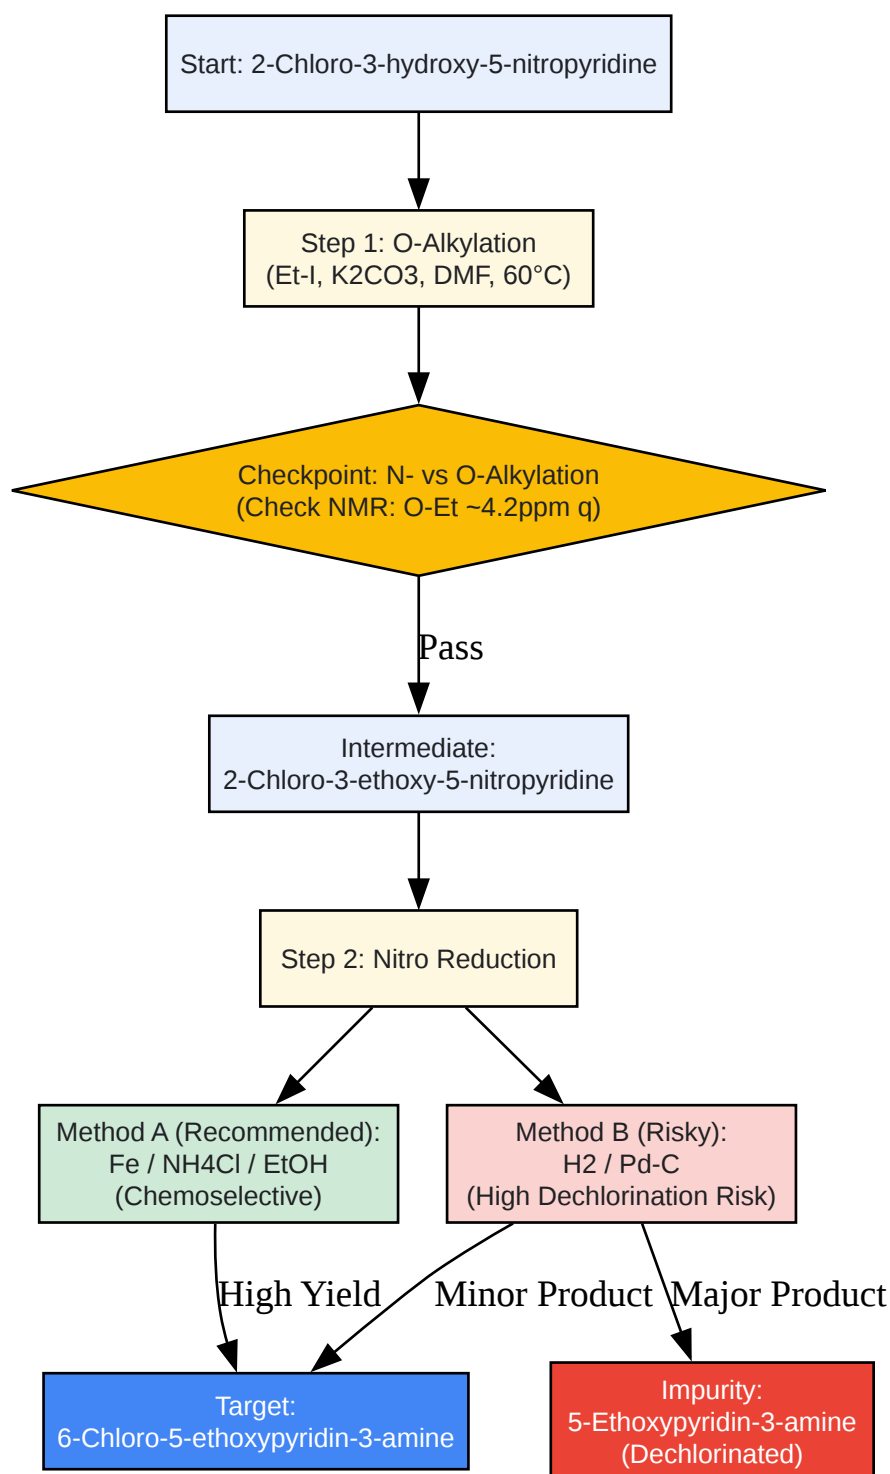 Start: 2-Chloro-3-hydroxy-5-nitropyridine
Step 1: O-Alkylation
(Et-I, K2CO3, DMF, 60°C)
Checkpoint: N- vs O-Alkylation
(Check NMR: O-Et ~4.2ppm q)
Pass
Intermediate:
2-Chloro-3-ethoxy-5-nitropyridine
Step 2: Nitro Reduction
Method A (Recommended):
Fe / NH4Cl / EtOH
(Chemoselective)
Method B (Risky):
H2 / Pd-C
(High Dechlorination Risk)
High Yield
Minor Product
Major Product
Target:
6-Chloro-5-ethoxypyridin-3-amine
Impurity:
5-Ethoxypyridin-3-amine
(Dechlorinated)